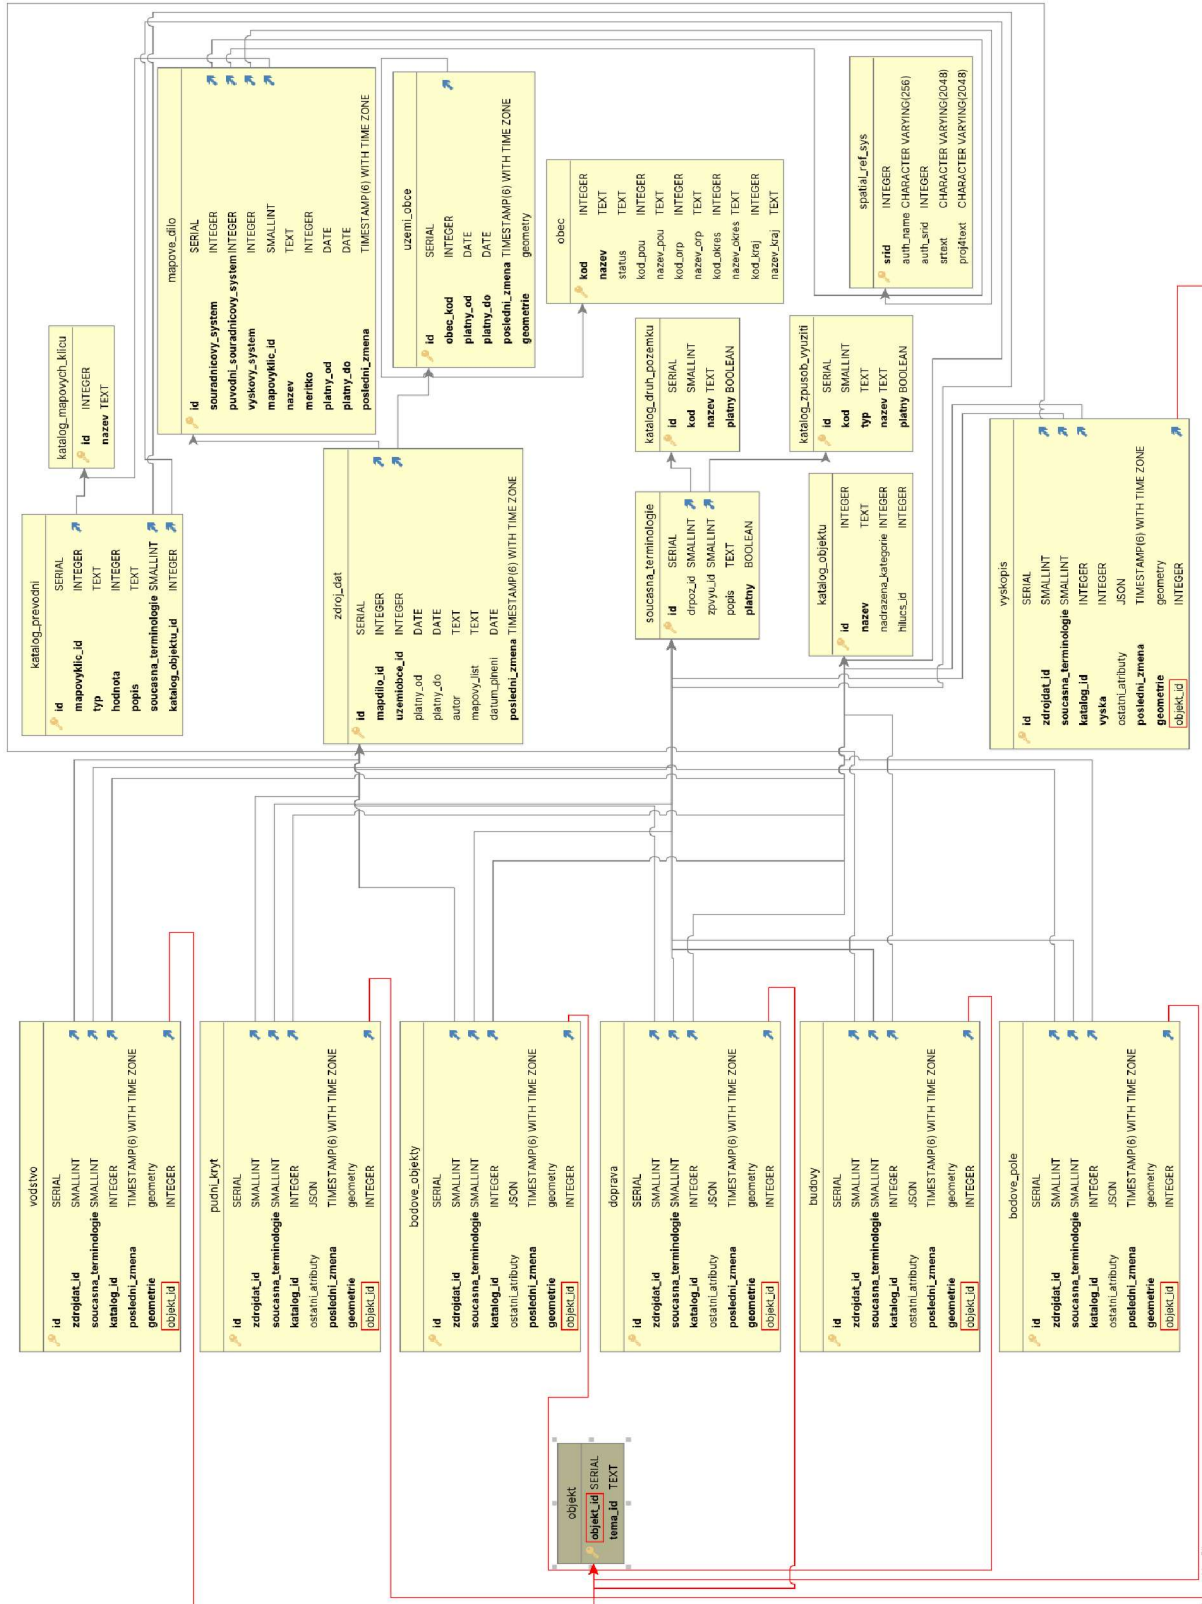 katalog_prevodni
id SERIAL
mapovyklic_id INTEGER
typ TEXT
hodnota INTEGER
popis TEXT
soucasna_terminologie SMALLINT
katalog_objektu_id INTEGER
katalog_mapovych_klicu
id INTEGER
nazev TEXT
mapove_dilo
id SERIAL
souradnicovy_system INTEGER
puvodni_souradnicovy_system INTEGER
vyskovy_system INTEGER
mapovyklic_id SMALLINT
nazev TEXT
meritko INTEGER
platny_od DATE
platny_do DATE
posledni_zmena TIMESTAMP(6) WITH TIME ZONE
zdroj_dat
id SERIAL
mapdilo_id INTEGER
uzemiobce_id INTEGER
platny_od DATE
platny_do DATE
autor TEXT
mapovy_list TEXT
datum_plneni DATE
posledni_zmena TIMESTAMP(6) WITH TIME ZONE
uzemi_obce
id SERIAL
obec_kod INTEGER
platny_od DATE
platny_do DATE
posledni_zmena TIMESTAMP(6) WITH TIME ZONE
geometrie geometry
obec
kod INTEGER
nazev TEXT
status TEXT
kod_pou INTEGER
nazev_pou TEXT
kod_orp INTEGER
nazev_orp TEXT
kod_okres INTEGER
nazev_okres TEXT
kod_kraj INTEGER
nazev_kraj TEXT
soucasna_terminologie
id SERIAL
drpoz_id SMALLINT
zpvyu_id SMALLINT
popis TEXT
platny BOOLEAN
katalog_druh_pozemku
id SERIAL
kod SMALLINT
nazev TEXT
platny BOOLEAN
katalog_zpusob_vyuziti
id SERIAL
kod SMALLINT
typ TEXT
nazev TEXT
platny BOOLEAN
katalog_objektu
id INTEGER
nazev TEXT
nadrazena_kategorie INTEGER
hilucs_id INTEGER
spatial_ref_sys
srid INTEGER
auth_name CHARACTER VARYING(256)
auth_srid INTEGER
srtext CHARACTER VARYING(2048)
proj4text CHARACTER VARYING(2048)
vyskopis
id SERIAL
zdrojdat_id SMALLINT
soucasna_terminologie SMALLINT
katalog_id INTEGER
vyska INTEGER
ostatni_atributy JSON
posledni_zmena TIMESTAMP(6) WITH TIME ZONE
geometrie geometry
objekt_id INTEGER
vodstvo
id SERIAL
zdrojdat_id SMALLINT
soucasna_terminologie SMALLINT
katalog_id INTEGER
posledni_zmena TIMESTAMP(6) WITH TIME ZONE
geometrie geometry
objekt_id INTEGER
pudni_kryt
id SERIAL
zdrojdat_id SMALLINT
soucasna_terminologie SMALLINT
katalog_id INTEGER
ostatni_atributy JSON
posledni_zmena TIMESTAMP(6) WITH TIME ZONE
geometrie geometry
objekt_id INTEGER
bodove_objekty
id SERIAL
zdrojdat_id SMALLINT
soucasna_terminologie SMALLINT
katalog_id INTEGER
ostatni_atributy JSON
posledni_zmena TIMESTAMP(6) WITH TIME ZONE
geometrie geometry
objekt_id INTEGER
doprava
id SERIAL
zdrojdat_id SMALLINT
soucasna_terminologie SMALLINT
katalog_id INTEGER
ostatni_atributy JSON
posledni_zmena TIMESTAMP(6) WITH TIME ZONE
geometrie geometry
objekt_id INTEGER
budovy
id SERIAL
zdrojdat_id SMALLINT
soucasna_terminologie SMALLINT
katalog_id INTEGER
ostatni_atributy JSON
posledni_zmena TIMESTAMP(6) WITH TIME ZONE
geometrie geometry
objekt_id INTEGER
bodove_pole
id SERIAL
zdrojdat_id SMALLINT
soucasna_terminologie SMALLINT
katalog_id INTEGER
ostatni_atributy JSON
posledni_zmena TIMESTAMP(6) WITH TIME ZONE
geometrie geometry
objekt_id INTEGER
objekt
objekt_id SERIAL
tema_id TEXT